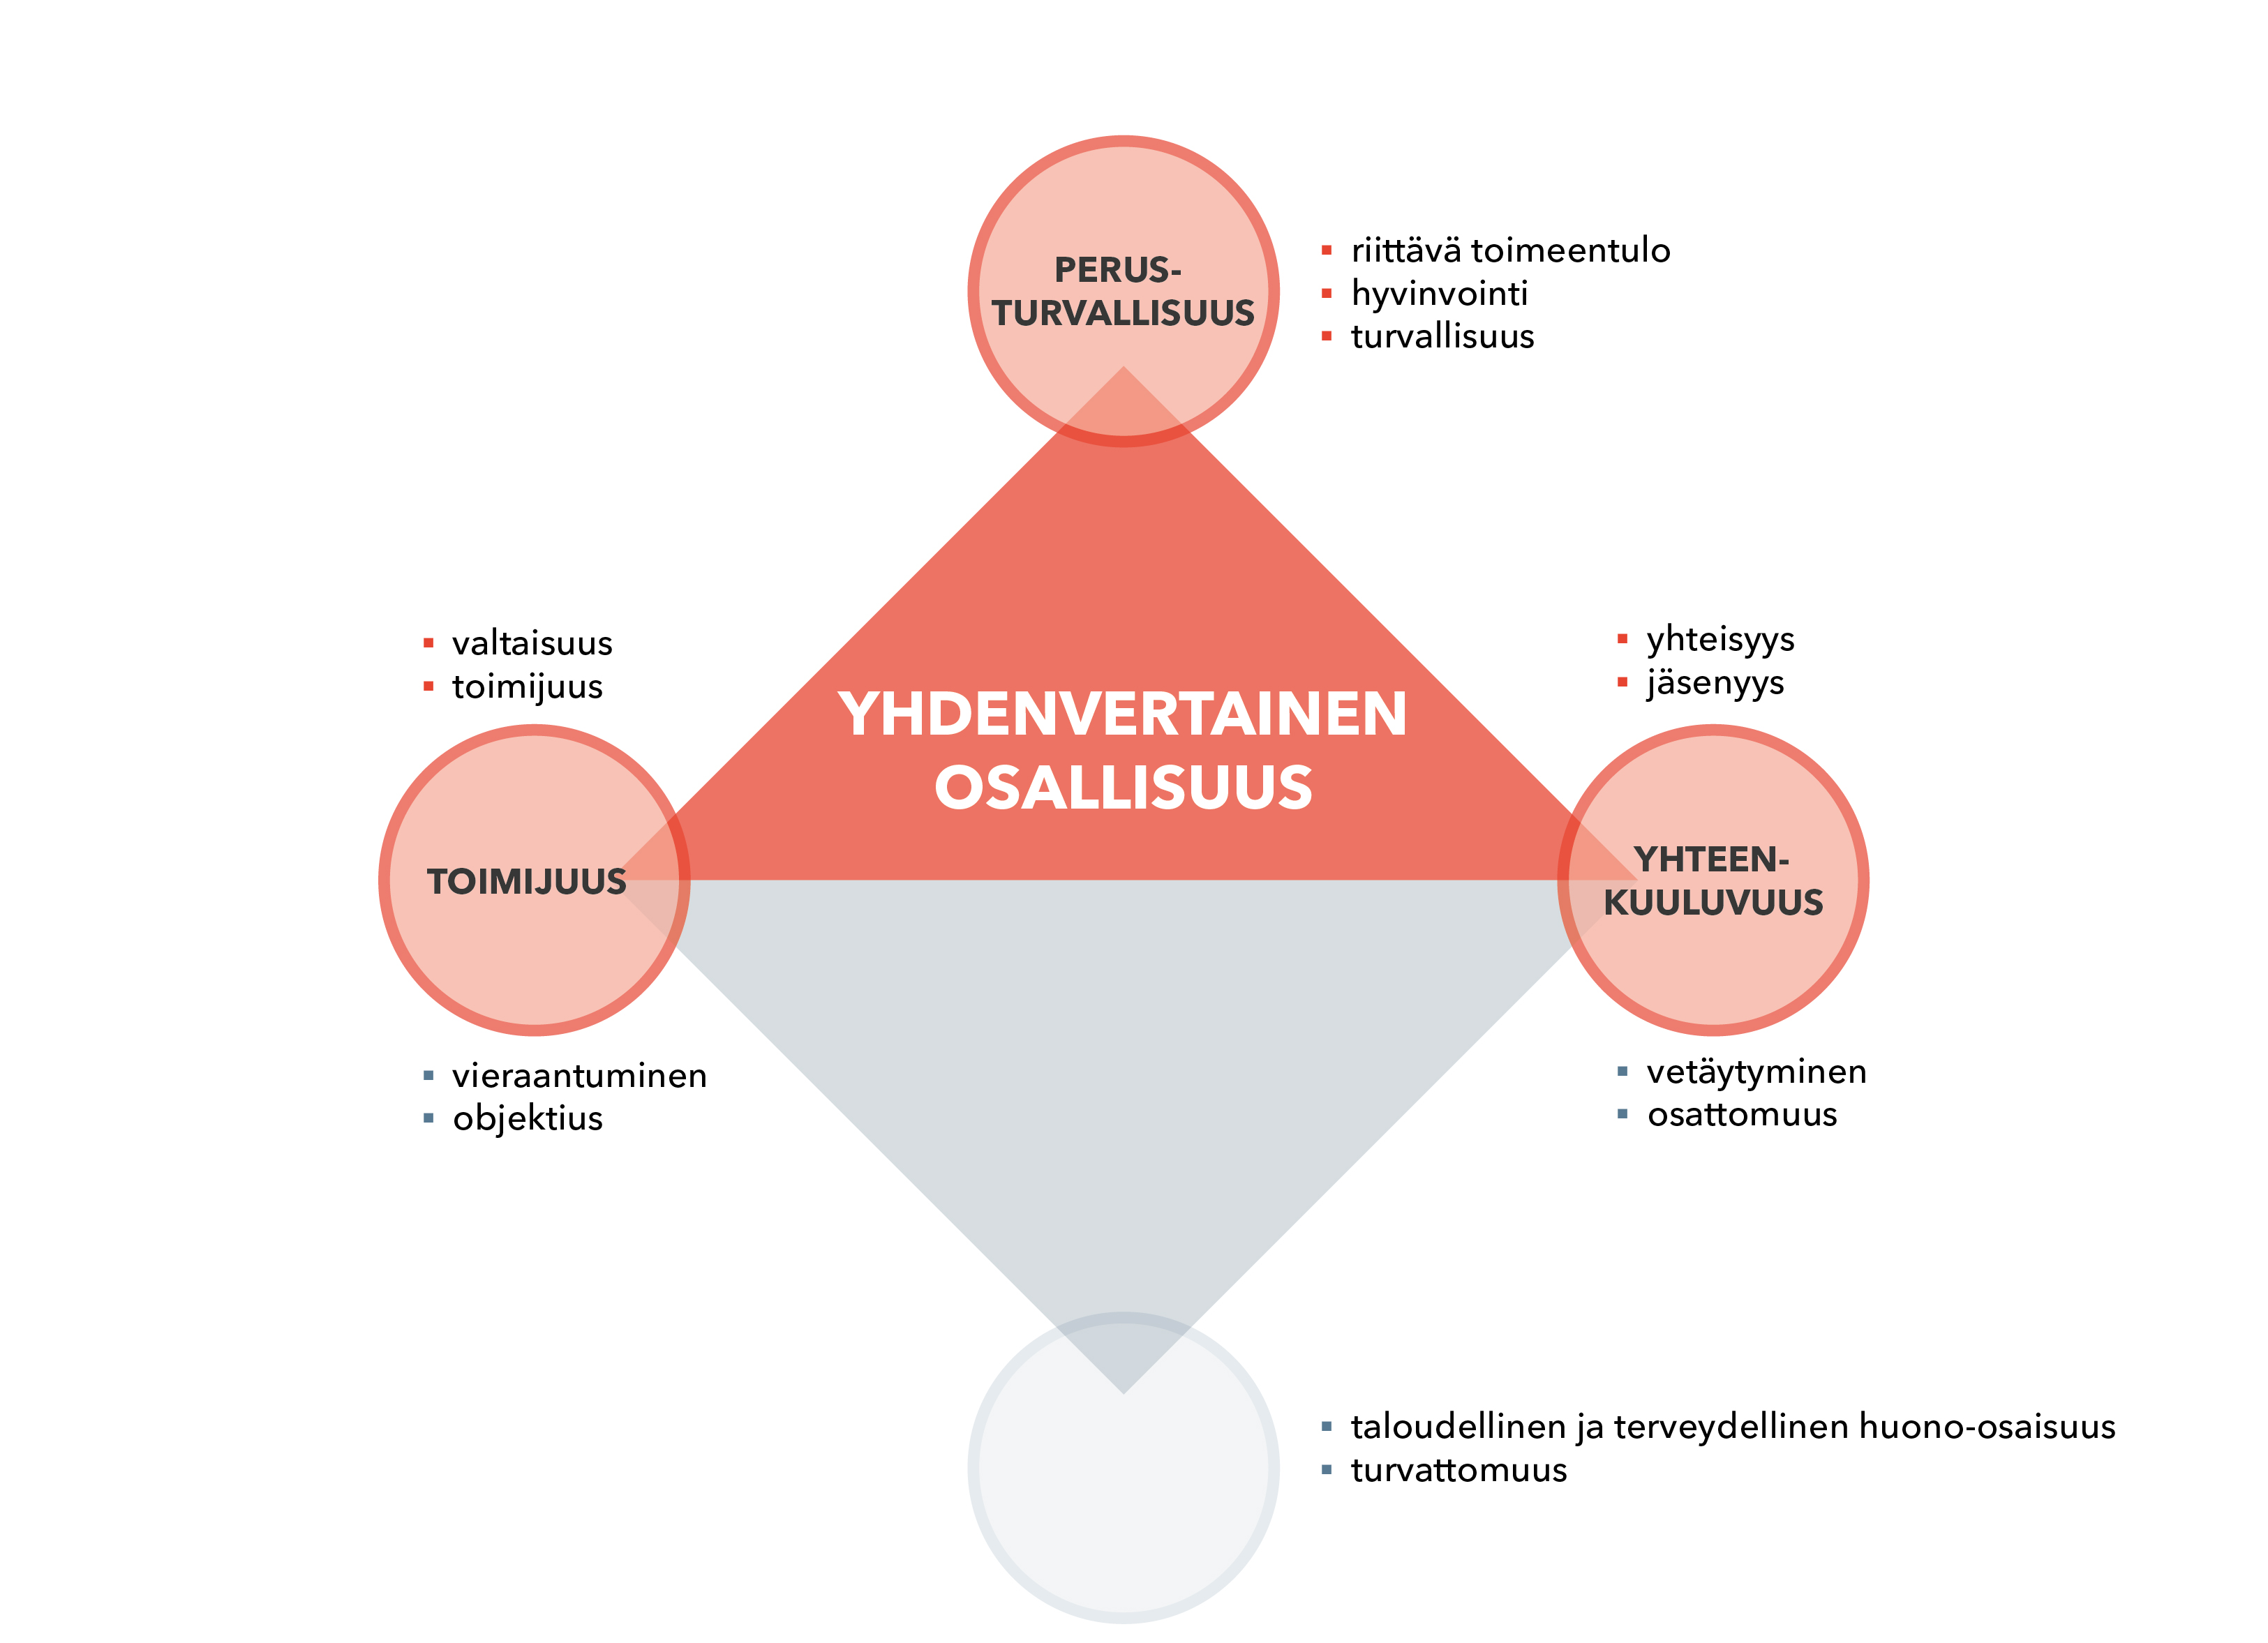 PERUS-
TURVALLISUUS
riittävä toimeentulo
hyvinvointi
turvallisuus
valtaisuus
toimijuus
yhteisyys
jäsenyys
YHDENVERTAINEN
OSALLISUUS
TOIMIJUUS
YHTEEN-
KUULUVUUS
vieraantuminen
objektius
vetäytyminen
osattomuus
taloudellinen ja terveydellinen huono-osaisuus
turvattomuus